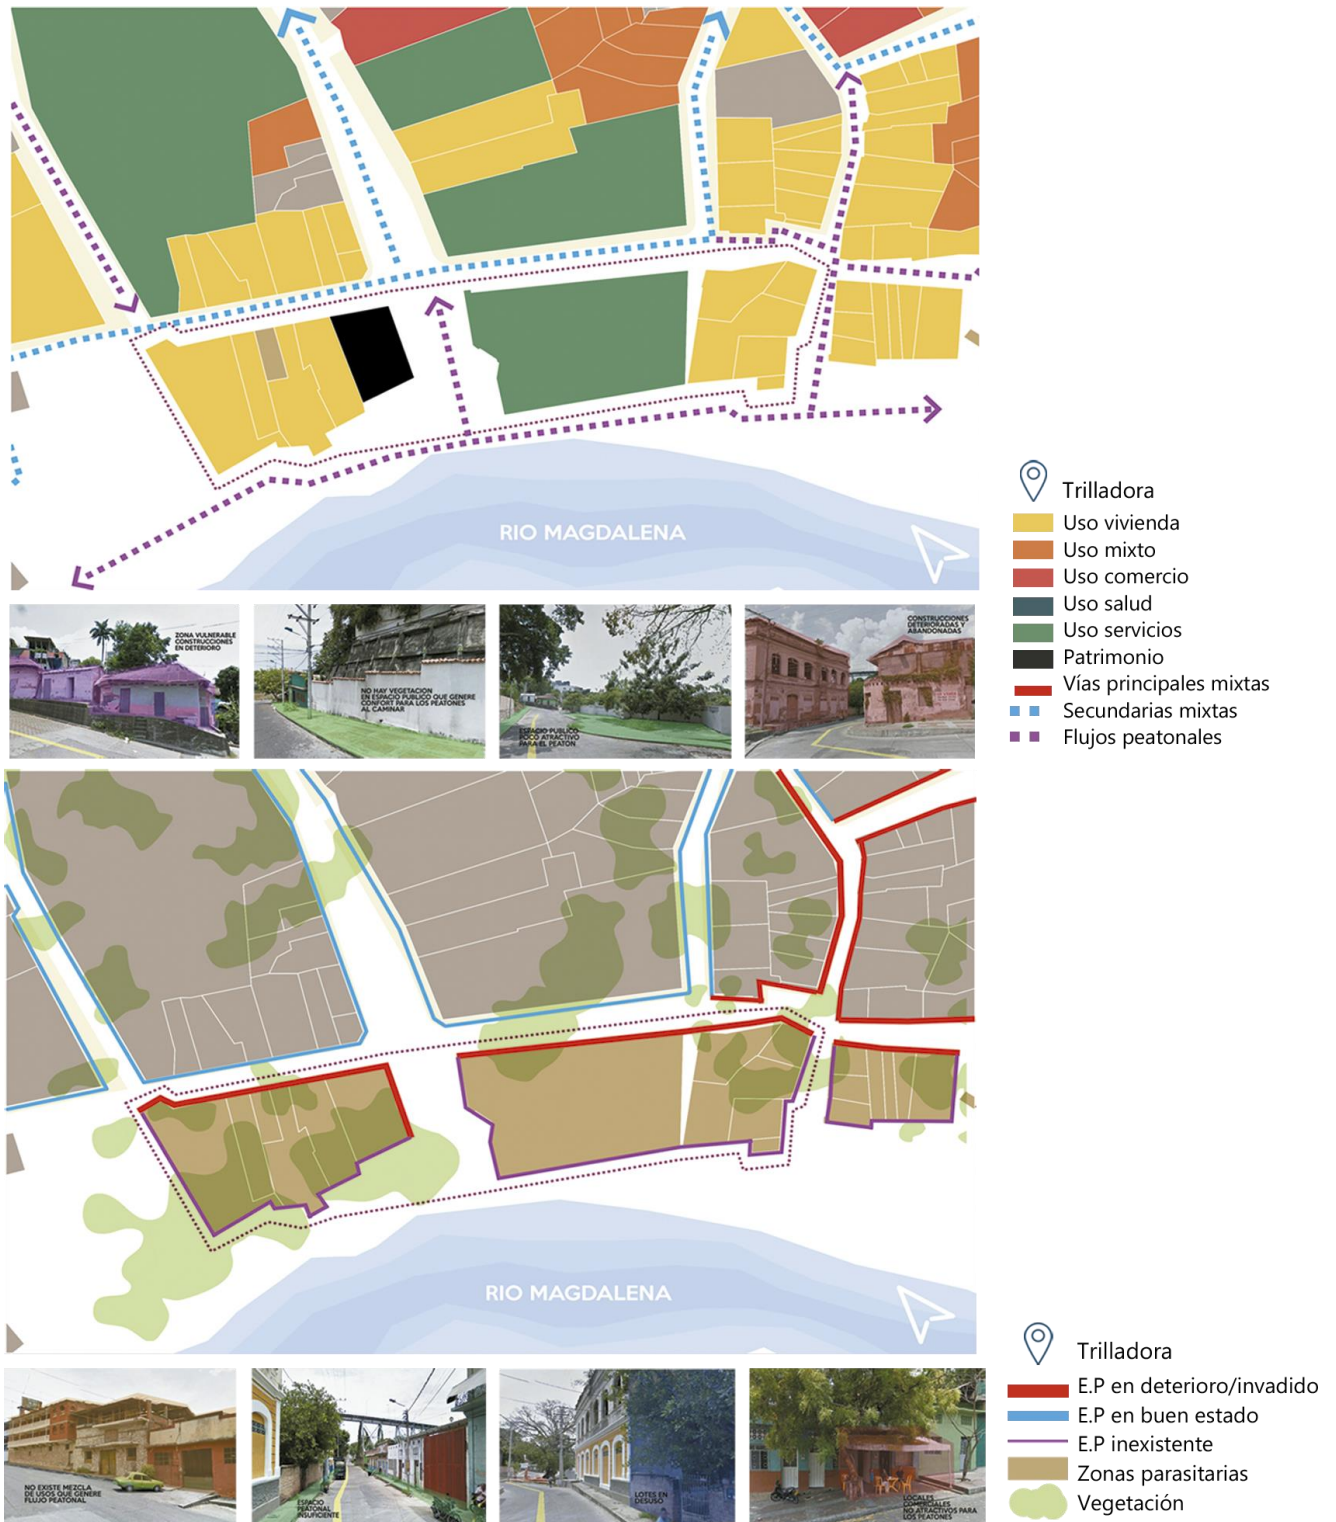 RIO MAGDALENA
Trilladora
Uso vivienda
Uso mixto
Uso comercio
Uso salud
Uso servicios
Patrimonio
Vías principales mixtas
Secundarias mixtas
Flujos peatonales
ZONA VULNERABLE
CONSTRUCCIONES
EN DETERIORO
NO HAY VEGETACION
EN ESPACIO PUBLICO QUE GENERE
CONFORT PARA LOS PEATONES
AL CAMINAR
ESPACIO PUBLICO
POCO ATRACTIVO
PARA EL PEATON
CONSTRUCCIONES
DETERIORADAS Y
ABANDONADAS
RIO MAGDALENA
Trilladora
E.P en deterioro/invadido
E.P en buen estado
E.P inexistente
Zonas parasitarias
Vegetación
NO EXISTE MEZCLA
DE USOS QUE GENERE
FLUJO PEATONAL
ESPACIO
PEATONAL
INSUFICIENTE
LOTES EN
DESUSO
LOCALES
COMERCIALES
NO ATRACTIVOS PARA
LOS PEATONES